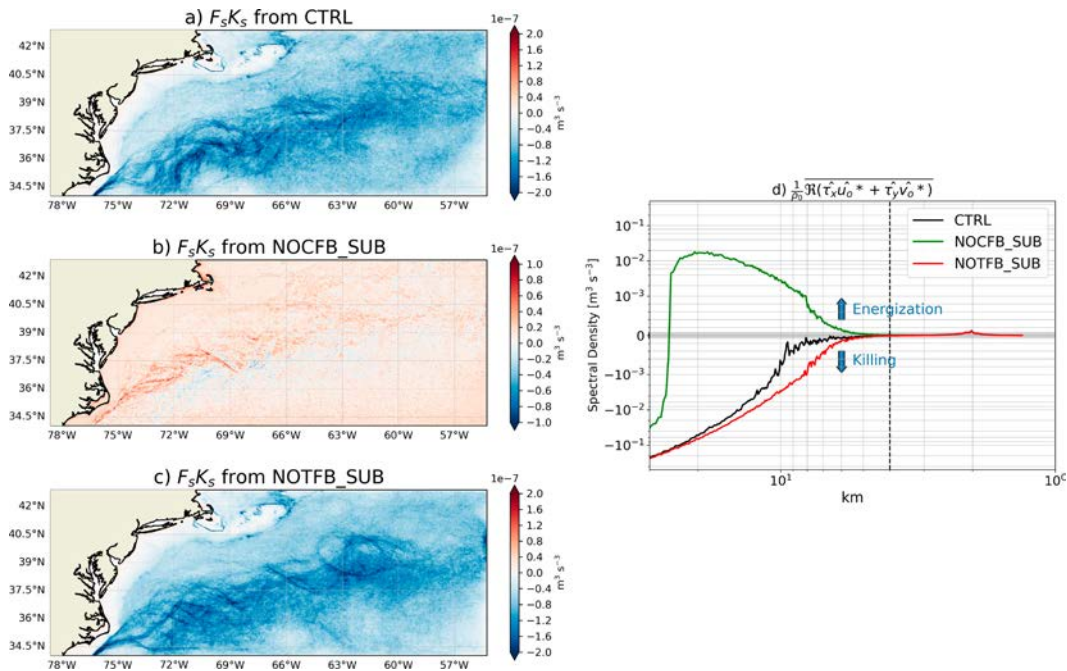 a) FₛKₛ from CTRL
1e−7
42°N
40.5°N
39°N
37.5°N
36°N
34.5°N
78°W 75°W 72°W 69°W 66°W 63°W 60°W 57°W
2.0
1.6
1.2
0.8
0.4
0.0
−0.4
−0.8
−1.2
−1.6
−2.0
m³ s⁻³
b) FₛKₛ from NOCFB_SUB
1e−7
42°N
40.5°N
39°N
37.5°N
36°N
34.5°N
78°W 75°W 72°W 69°W 66°W 63°W 60°W 57°W
1.0
0.8
0.6
0.4
0.2
0.0
−0.2
−0.4
−0.6
−0.8
−1.0
m³ s⁻³
c) FₛKₛ from NOTFB_SUB
1e−7
42°N
40.5°N
39°N
37.5°N
36°N
34.5°N
78°W 75°W 72°W 69°W 66°W 63°W 60°W 57°W
2.0
1.6
1.2
0.8
0.4
0.0
−0.4
−0.8
−1.2
−1.6
−2.0
m³ s⁻³
d) 1/ρ₀ ℜ(τ̂ₓûₒ* + τ̂ᵧv̂ₒ*)
CTRL
NOCFB_SUB
NOTFB_SUB
Energization
Killing
Spectral Density [m³ s⁻³]
10⁻¹
10⁻²
10⁻³
0
−10⁻³
−10⁻²
−10⁻¹
10¹ 10⁰
km